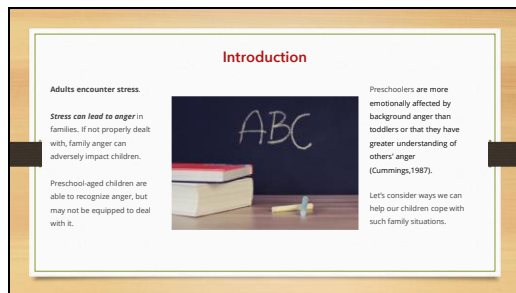 Introduction
Adults encounter stress.
Stress can lead to anger in
families. If not properly dealt
with, family anger can
adversely impact children.
Preschool-aged children are
able to recognize anger, but
may not be equipped to deal
with it.
ABC
Preschoolers are more
emotionally affected by
background anger than
toddlers or that they have
greater understanding of
others' anger
(Cummings,1987).
Let's consider ways we can
help our children cope with
such family situations.